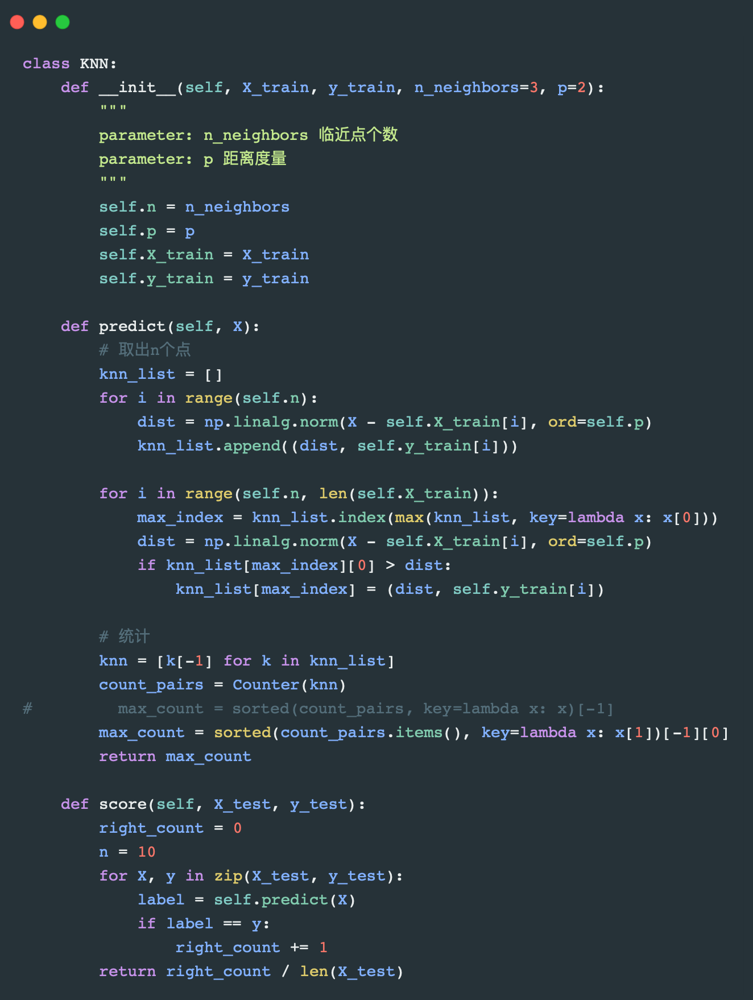 class KNN:
    def __init__(self, X_train, y_train, n_neighbors=3, p=2):
        """
        parameter: n_neighbors 临近点个数
        parameter: p 距离度量
        """
        self.n = n_neighbors
        self.p = p
        self.X_train = X_train
        self.y_train = y_train

    def predict(self, X):
        # 取出n个点
        knn_list = []
        for i in range(self.n):
            dist = np.linalg.norm(X - self.X_train[i], ord=self.p)
            knn_list.append((dist, self.y_train[i]))

        for i in range(self.n, len(self.X_train)):
            max_index = knn_list.index(max(knn_list, key=lambda x: x[0]))
            dist = np.linalg.norm(X - self.X_train[i], ord=self.p)
            if knn_list[max_index][0] > dist:
                knn_list[max_index] = (dist, self.y_train[i])

        # 统计
        knn = [k[-1] for k in knn_list]
        count_pairs = Counter(knn)
#         max_count = sorted(count_pairs, key=lambda x: x)[-1]
        max_count = sorted(count_pairs.items(), key=lambda x: x[1])[-1][0]
        return max_count

    def score(self, X_test, y_test):
        right_count = 0
        n = 10
        for X, y in zip(X_test, y_test):
            label = self.predict(X)
            if label == y:
                right_count += 1
        return right_count / len(X_test)